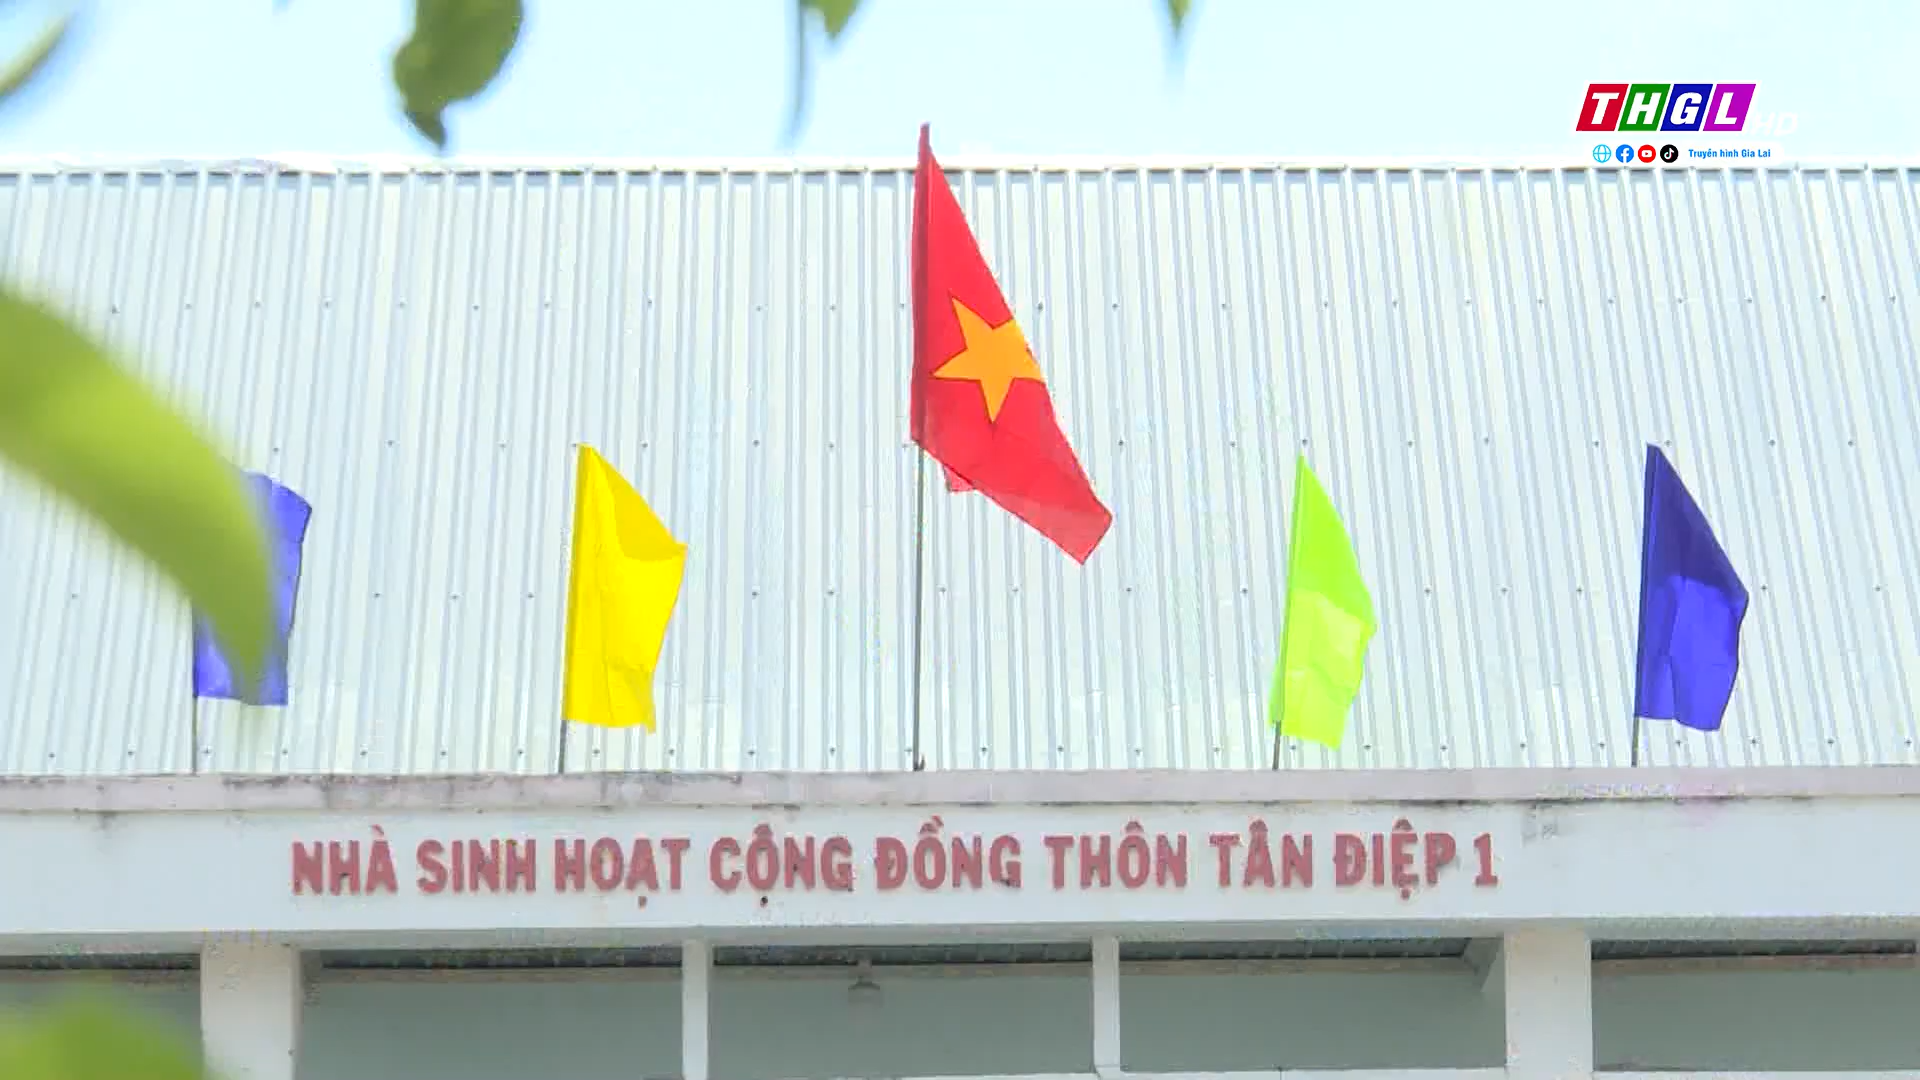 THGL HD
Truyền hình Gia Lai
NHÀ SINH HOẠT CỘNG ĐỒNG THÔN TÂN ĐIỆP 1